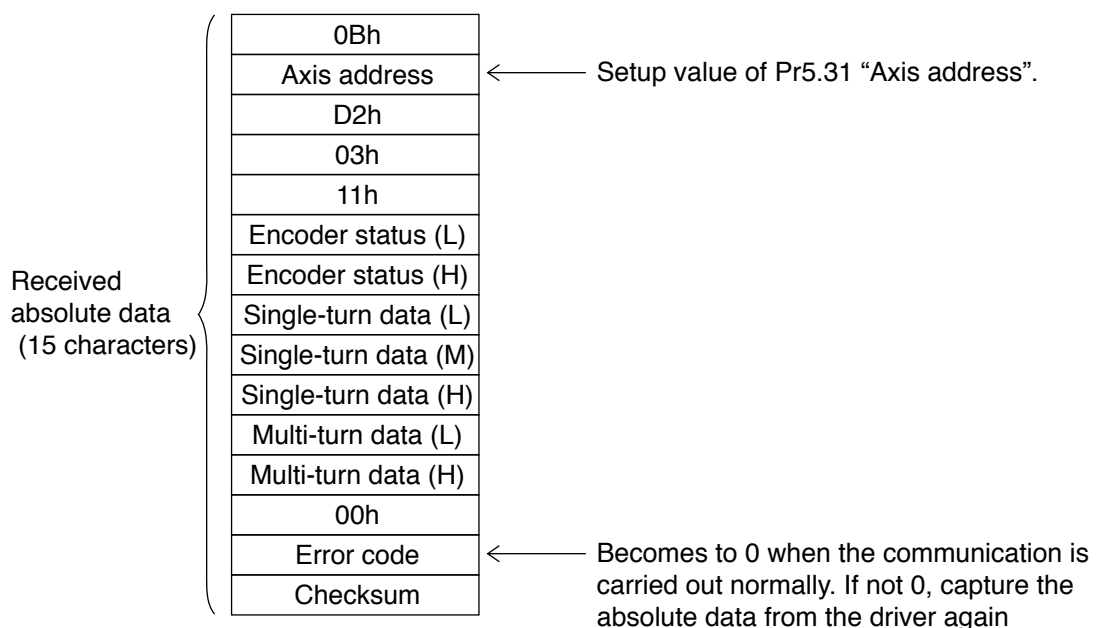 0Bh
Axis address
Setup value of Pr5.31 “Axis address”.
D2h
03h
11h
Encoder status (L)
Encoder status (H)
Received
absolute data
(15 characters)
Single-turn data (L)
Single-turn data (M)
Single-turn data (H)
Multi-turn data (L)
Multi-turn data (H)
00h
Error code
Becomes to 0 when the communication is
carried out normally. If not 0, capture the
absolute data from the driver again
Checksum